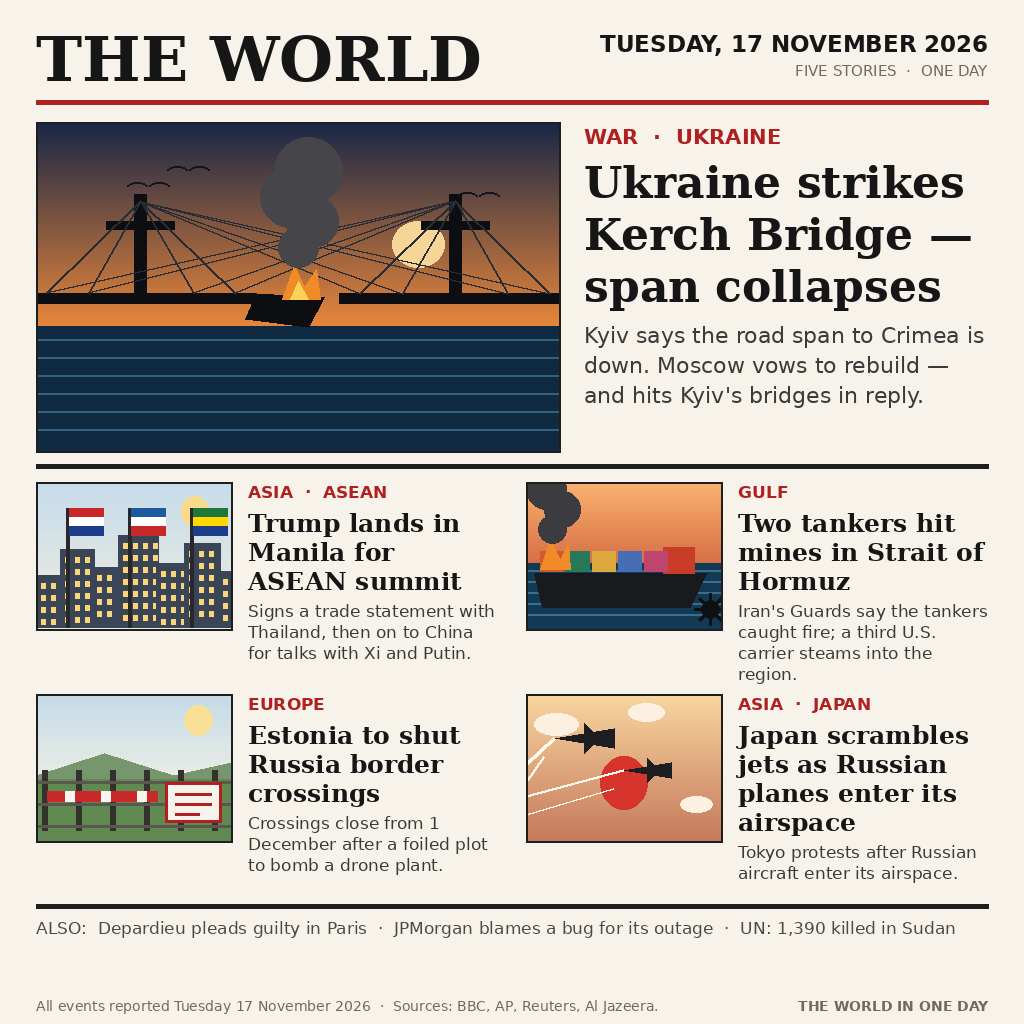 THE WORLD
TUESDAY, 17 NOVEMBER 2026
FIVE STORIES · ONE DAY
WAR · UKRAINE
Ukraine strikes
Kerch Bridge —
span collapses
Kyiv says the road span to Crimea is
down. Moscow vows to rebuild —
and hits Kyiv's bridges in reply.
ASIA · ASEAN
Trump lands in
Manila for
ASEAN summit
Signs a trade statement with
Thailand, then on to China
for talks with Xi and Putin.
GULF
Two tankers hit
mines in Strait of
Hormuz
Iran's Guards say the tankers
caught fire; a third U.S.
carrier steams into the
region.
EUROPE
Estonia to shut
Russia border
crossings
Crossings close from 1
December after a foiled plot
to bomb a drone plant.
ASIA · JAPAN
Japan scrambles
jets as Russian
planes enter its
airspace
Tokyo protests after Russian
aircraft enter its airspace.
ALSO: Depardieu pleads guilty in Paris · JPMorgan blames a bug for its outage · UN: 1,390 killed in Sudan
All events reported Tuesday 17 November 2026 · Sources: BBC, AP, Reuters, Al Jazeera.
THE WORLD IN ONE DAY